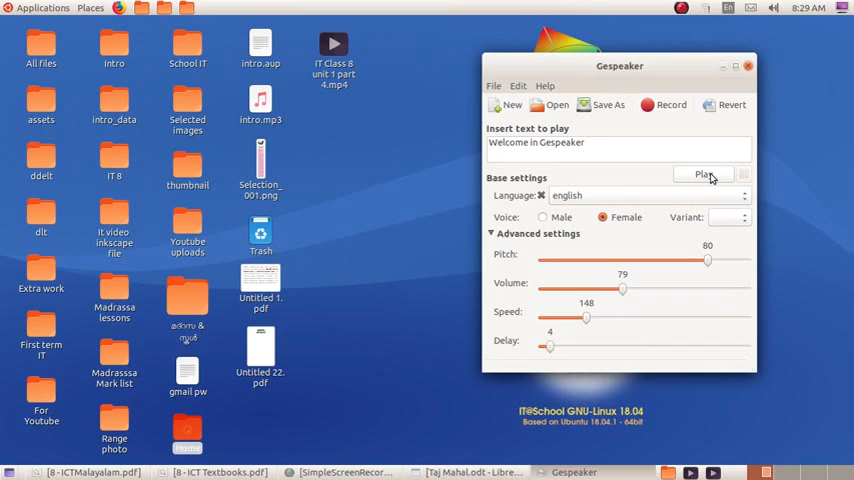 Applications Places En 8:29 AM
All files
Intro
School IT
intro.aup
IT Class 8
unit 1 part
4.mp4
assets
intro_data
Selected
images
intro.mp3
ddelt
IT 8
thumbnail
Selection_
001.png
dlt
It video
inkscape
file
Youtube
uploads
Trash
Extra work
Madrassa
lessons
മദ്രസ &
സ്കൂൾ
Untitled 1.
pdf
First term
IT
Madrasssa
Mark list
gmail pw
Untitled 22.
pdf
For
Youtube
Range
photo
Home
Gespeaker
File Edit Help
New Open Save As Record Revert
Insert text to play
Welcome in Gespeaker
Play
Base settings
Language: english
Voice: Male Female Variant:
Advanced settings
Pitch: 80
Volume: 79
Speed: 148
Delay: 4
IT@School GNU-Linux 18.04
Based on Ubuntu 18.04.1 - 64bit
[8 - ICTMalayalam.pdf] [8 - ICT Textbooks.pdf] [SimpleScreenRecor... [Taj Mahal.odt - Libre... Gespeaker